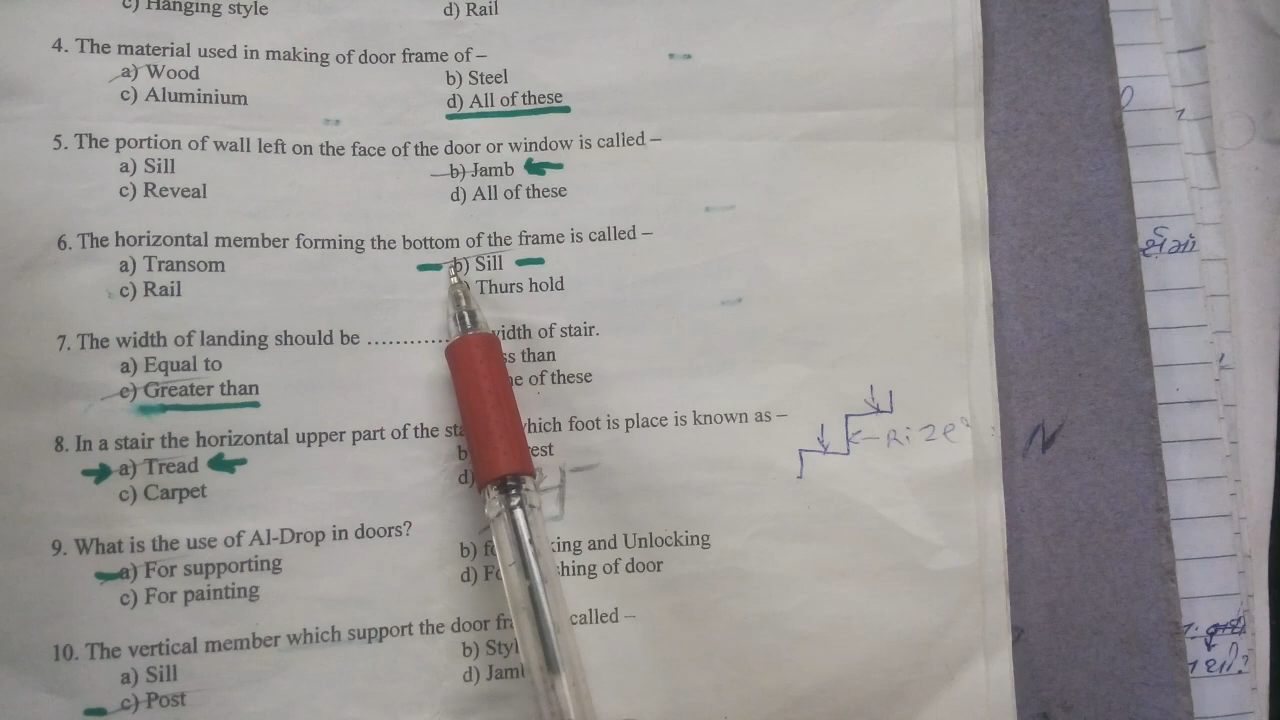 c) Hanging style d) Rail
4. The material used in making of door frame of –
a) Wood b) Steel
c) Aluminium d) All of these
5. The portion of wall left on the face of the door or window is called –
a) Sill b) Jamb
c) Reveal d) All of these
6. The horizontal member forming the bottom of the frame is called –
a) Transom b) Sill
c) Rail ) Thurs hold
7. The width of landing should be ............ width of stair.
a) Equal to ss than
c) Greater than e of these
8. In a stair the horizontal upper part of the sta which foot is place is known as –
a) Tread b est
c) Carpet d)
Rizer
9. What is the use of Al-Drop in doors?
a) For supporting b) f king and Unlocking
c) For painting d) F hing of door
10. The vertical member which support the door fra called –
a) Sill b) Styl
c) Post d) Jam